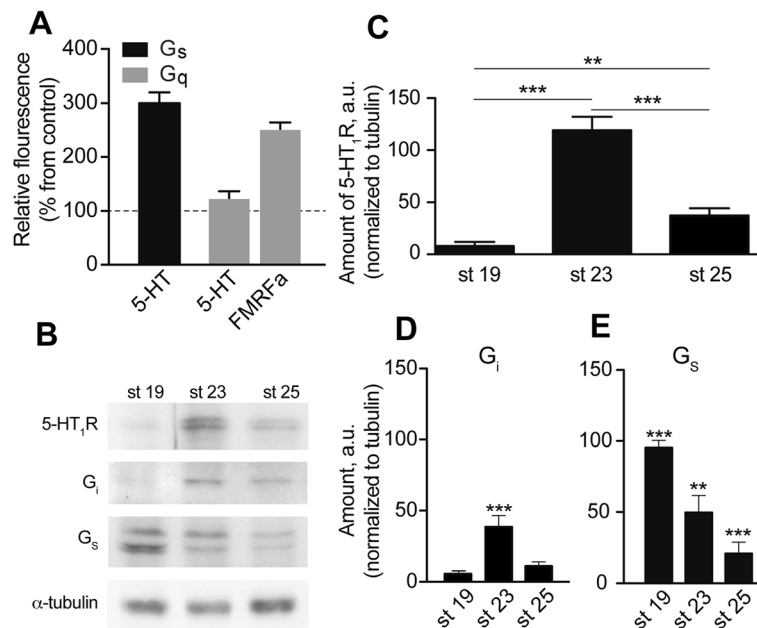 A
Gs
Gq
Relative flourescence
(% from control)
400
300
200
100
0
5-HT
5-HT
FMRFa
B
st 19 st 23 st 25
5-HT₁R
Gᵢ
Gₛ
α-tubulin
C
**
*** ***
Amount of 5-HT₁R, a.u.
(normalized to tubulin)
150
100
50
0
st 19 st 23 st 25
D
Gᵢ
Amount, a.u.
(normalized to tubulin)
150
100
50
0
***
st 19
st 23
st 25
E
Gₛ
150
100
50
0
***
**
***
st 19
st 23
st 25